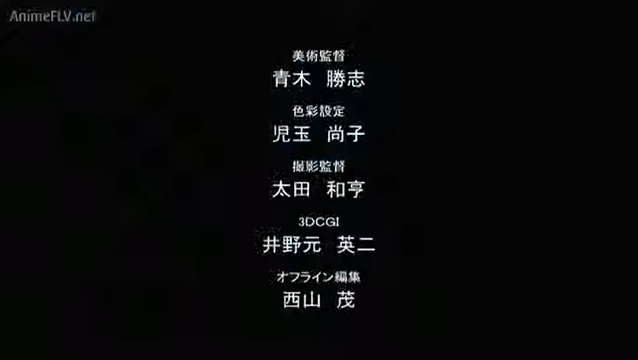 AnimeFLV.net
美術監督
青木 勝志
色彩設定
児玉 尚子
撮影監督
太田 和亨
3DCGI
井野元 英二
オフライン編集
西山 茂